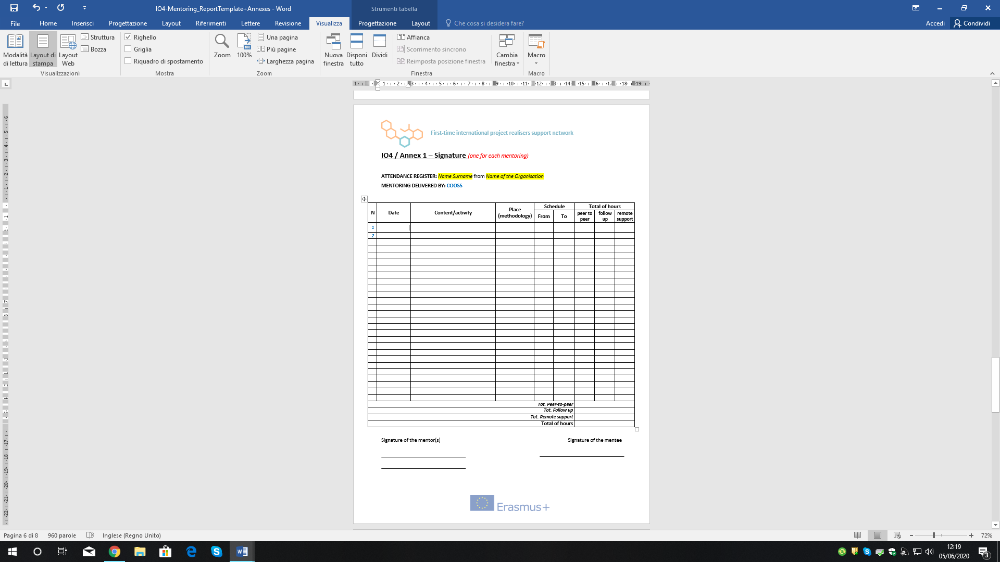 IO4-Mentoring_ReportTemplate+Annexes - Word
Strumenti tabella
File Home Inserisci Progettazione Layout Riferimenti Lettere Revisione Visualizza Progettazione Layout Che cosa si desidera fare? Accedi Condividi
Modalità di lettura
Layout di stampa
Layout Web
Struttura
Bozza
Visualizzazioni
Righello
Griglia
Riquadro di spostamento
Mostra
Zoom
100%
Una pagina
Più pagine
Larghezza pagina
Zoom
Nuova finestra
Disponi tutto
Dividi
Affianca
Scorrimento sincrono
Reimposta posizione finestra
Finestra
Cambia finestra
Macro
Macro
First-time international project realisers support network
IO4 / Annex 1 – Signature (one for each mentoring)
ATTENDANCE REGISTER: Name Surname from Name of the Organisation
MENTORING DELIVERED BY: COOSS
N Date Content/activity Place (methodology) Schedule Total of hours
From To peer to peer follow up remote support
1
2
Tot. Peer-to-peer
Tot. Follow up
Tot. Remote support
Total of hours
Signature of the mentor(s) Signature of the mentee
Erasmus+
Pagina 6 di 8 960 parole Inglese (Regno Unito) 72%
12:19
05/06/2020
3